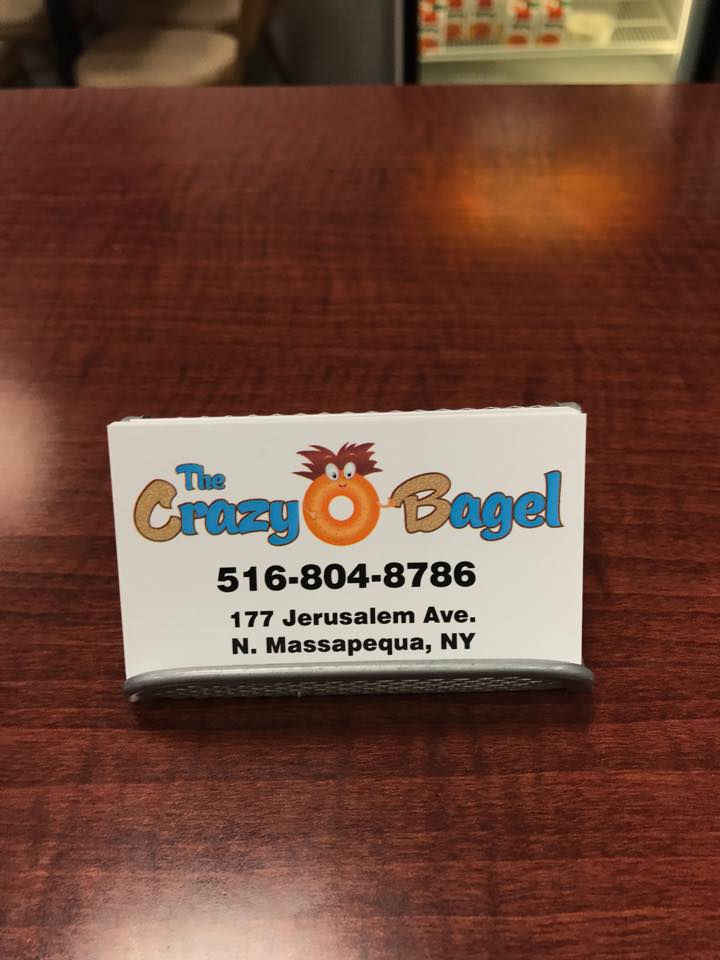 The
Crazy Bagel
516-804-8786
177 Jerusalem Ave.
N. Massapequa, NY